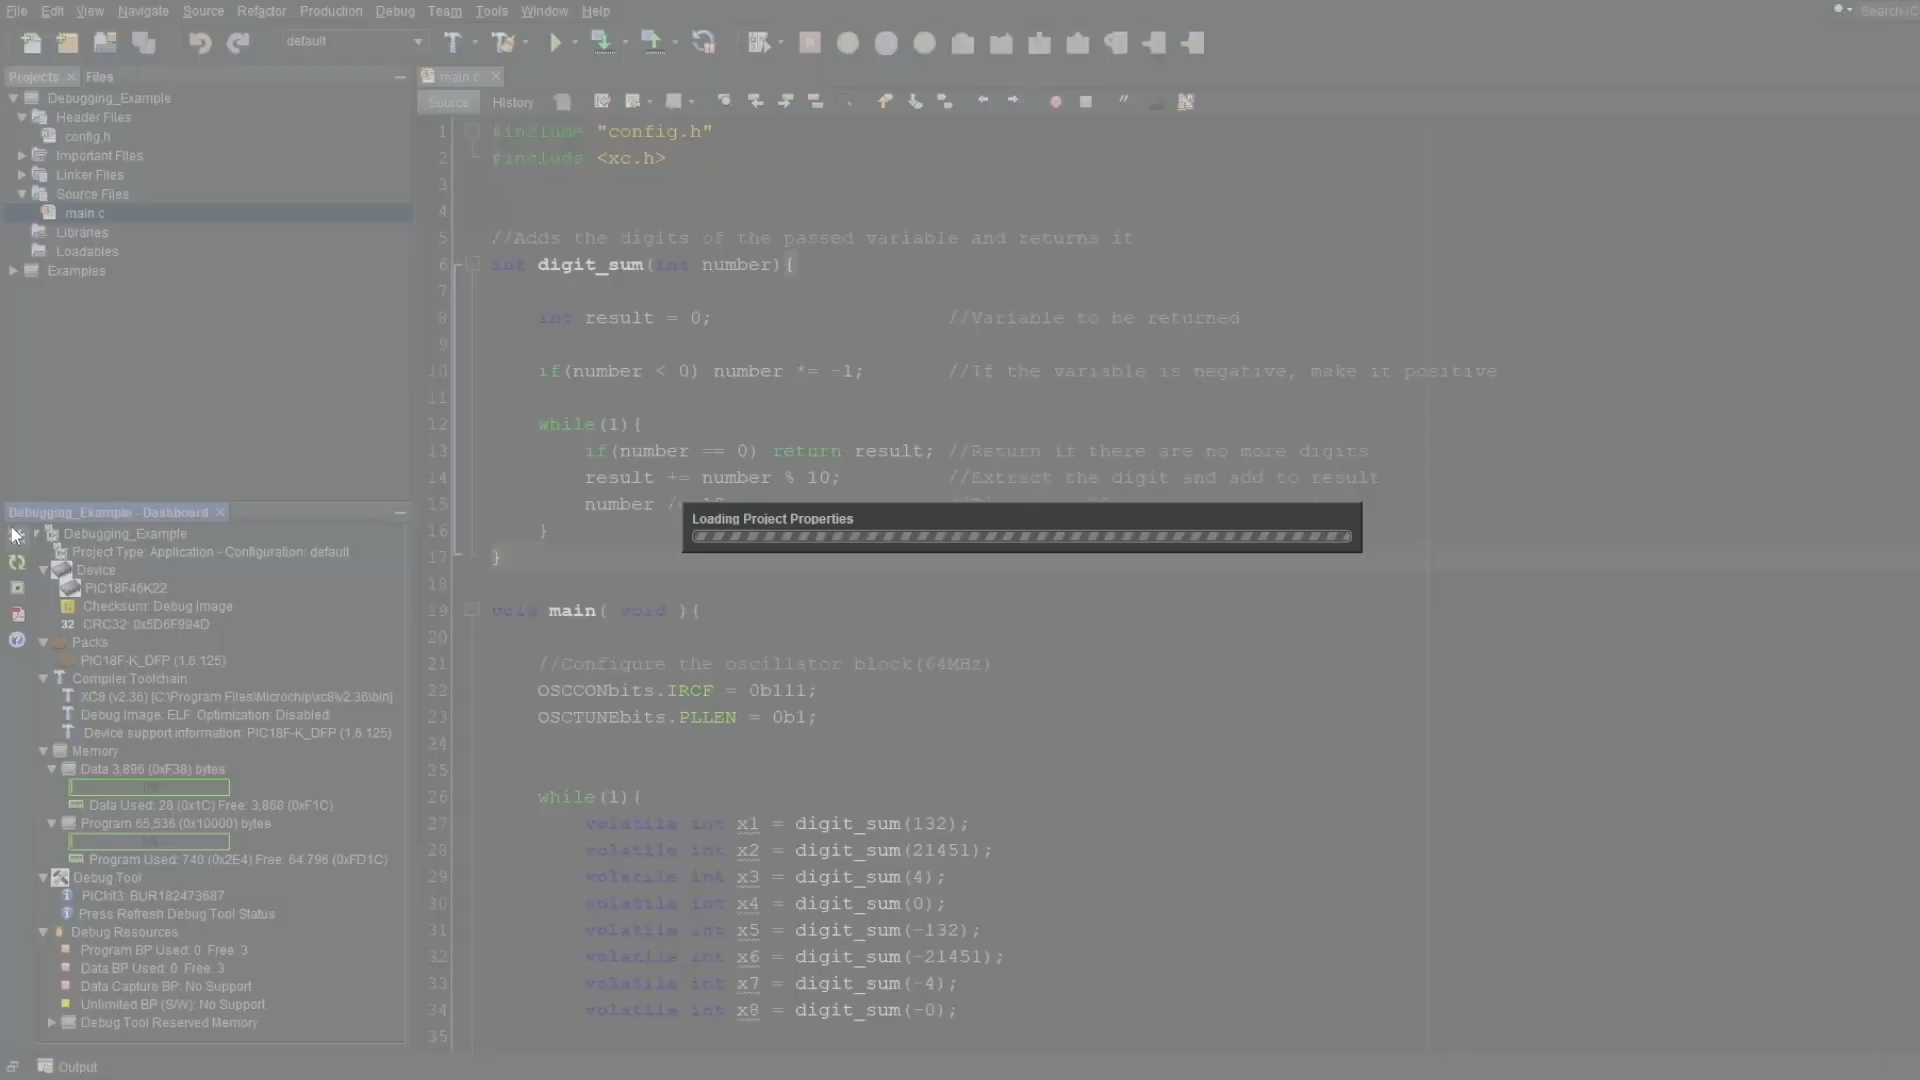 File Edit View Navigate Source Refactor Production Debug Team Tools Window Help
Search (C
default
Projects Files
main.c
Source History
Debugging_Example
Header Files
config.h
Important Files
Linker Files
Source Files
main.c
Libraries
Loadables
Examples
Debugging_Example - Dashboard
Debugging_Example
Project Type: Application - Configuration: default
Device
PIC18F46K22
Checksum: Debug Image
32 CRC32: 0x5D6F994D
Packs
PIC18F-K_DFP (1.6.125)
Compiler Toolchain
XC8 (v2.36) [C:\Program Files\Microchip\xc8\v2.36\bin]
Debug Image: ELF Optimization: Disabled
Device support information: PIC18F-K_DFP (1.6.125)
Memory
Data 3,896 (0xF38) bytes
Data Used: 28 (0x1C) Free: 3,868 (0xF1C)
Program 65,536 (0x10000) bytes
Program Used: 740 (0x2E4) Free: 64,796 (0xFD1C)
Debug Tool
PICkit3: BUR182473687
Press Refresh Debug Tool Status
Debug Resources
Program BP Used: 0 Free: 3
Data BP Used: 0 Free: 3
Data Capture BP: No Support
Unlimited BP (S/W): No Support
Debug Tool Reserved Memory
Output
1 #include "config.h"
2 #include <xc.h>
3
4
5 //Adds the digits of the passed variable and returns it
6 int digit_sum(int number){
7
8 int result = 0; //Variable to be returned
9
10 if(number < 0) number *= -1; //If the variable is negative, make it positive
11
12 while(1){
13 if(number == 0) return result; //Return if there are no more digits
14 result += number % 10; //Extract the digit and add to result
15 number /
16 }
17 }
18
19 void main( void ){
20
21 //Configure the oscillator block(64MHz)
22 OSCCONbits.IRCF = 0b111;
23 OSCTUNEbits.PLLEN = 0b1;
24
25
26 while(1){
27 volatile int x1 = digit_sum(132);
28 volatile int x2 = digit_sum(21451);
29 volatile int x3 = digit_sum(4);
30 volatile int x4 = digit_sum(0);
31 volatile int x5 = digit_sum(-132);
32 volatile int x6 = digit_sum(-21451);
33 volatile int x7 = digit_sum(-4);
34 volatile int x8 = digit_sum(-0);
35
Loading Project Properties